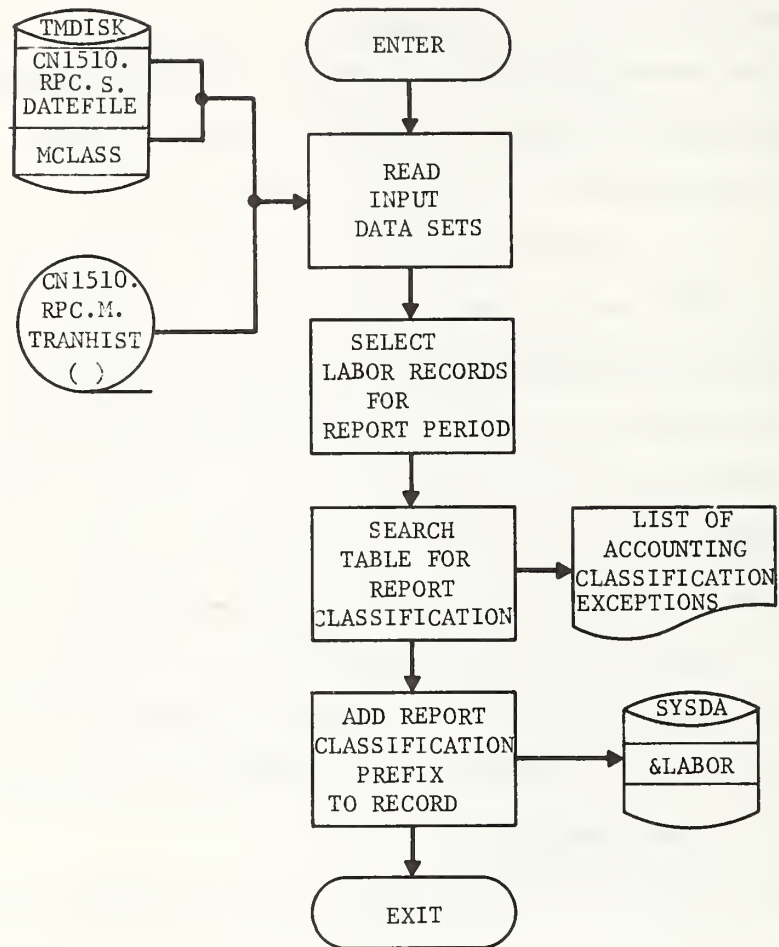 TMDISK
CN1510.
RPC.S.
DATEFILE
MCLASS
CN1510.
RPC.M.
TRANHIST
( )
ENTER
READ
INPUT
DATA SETS
SELECT
LABOR RECORDS
FOR
REPORT PERIOD
SEARCH
TABLE FOR
REPORT
CLASSIFICATION
LIST OF
ACCOUNTING
CLASSIFICATION
EXCEPTIONS
ADD REPORT
CLASSIFICATION
PREFIX
TO RECORD
SYSDA
&LABOR
EXIT